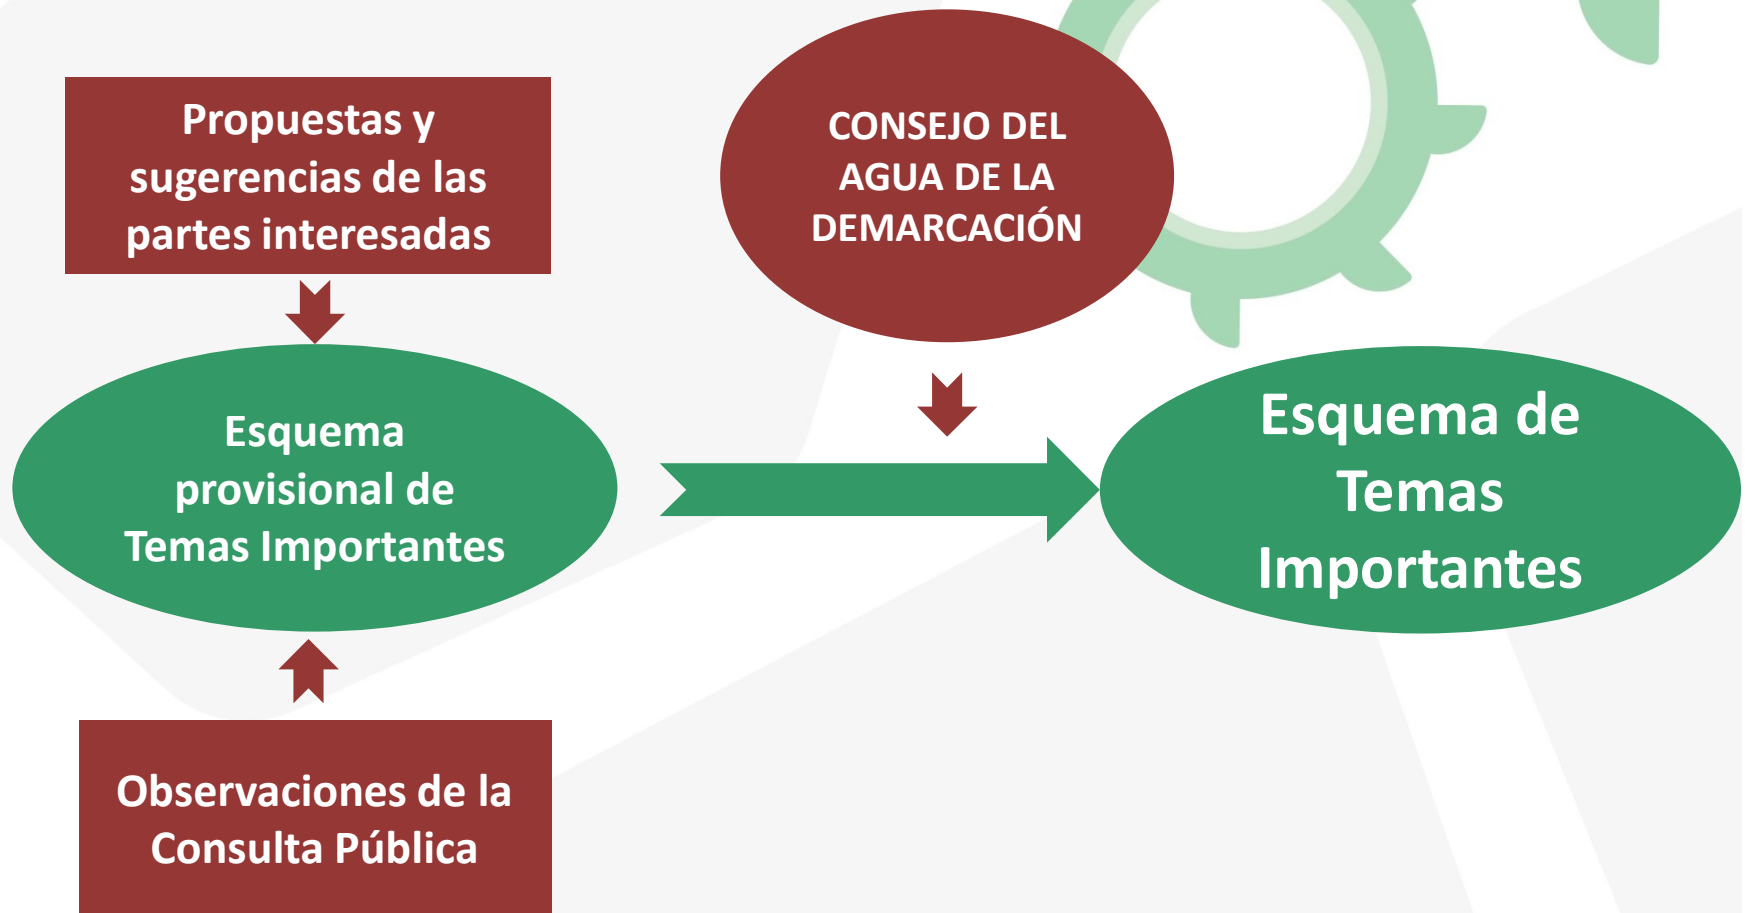 Propuestas y
sugerencias de las
partes interesadas
CONSEJO DEL
AGUA DE LA
DEMARCACIÓN
Esquema
provisional de
Temas Importantes
Esquema de
Temas
Importantes
Observaciones de la
Consulta Pública